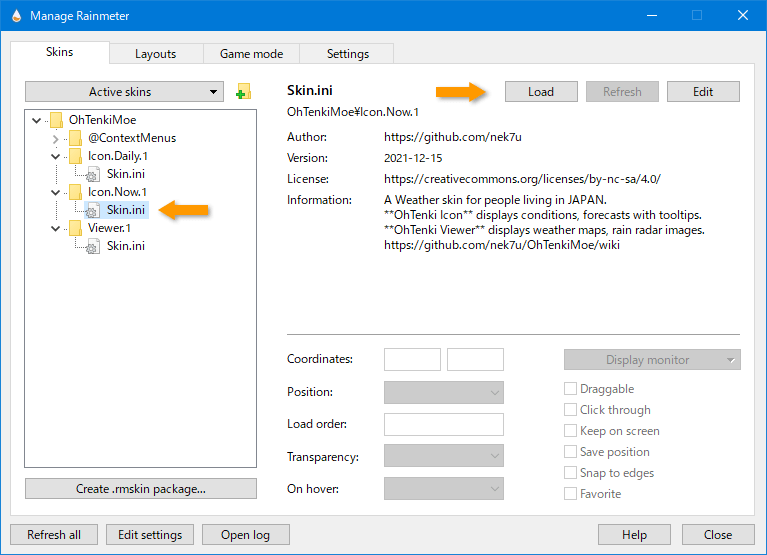 Manage Rainmeter
Skins
Layouts
Game mode
Settings
Active skins
OhTenkiMoe
@ContextMenus
Icon.Daily.1
Skin.ini
Icon.Now.1
Skin.ini
Viewer.1
Skin.ini
Create .rmskin package...
Skin.ini
Load
Refresh
Edit
OhTenkiMoe¥Icon.Now.1
Author: https://github.com/nek7u
Version: 2021-12-15
License: https://creativecommons.org/licenses/by-nc-sa/4.0/
Information: A Weather skin for people living in JAPAN.
**OhTenki Icon** displays conditions, forecasts with tooltips.
**OhTenki Viewer** displays weather maps, rain radar images.
https://github.com/nek7u/OhTenkiMoe/wiki
Coordinates:
Position:
Load order:
Transparency:
On hover:
Display monitor
Draggable
Click through
Keep on screen
Save position
Snap to edges
Favorite
Refresh all
Edit settings
Open log
Help
Close